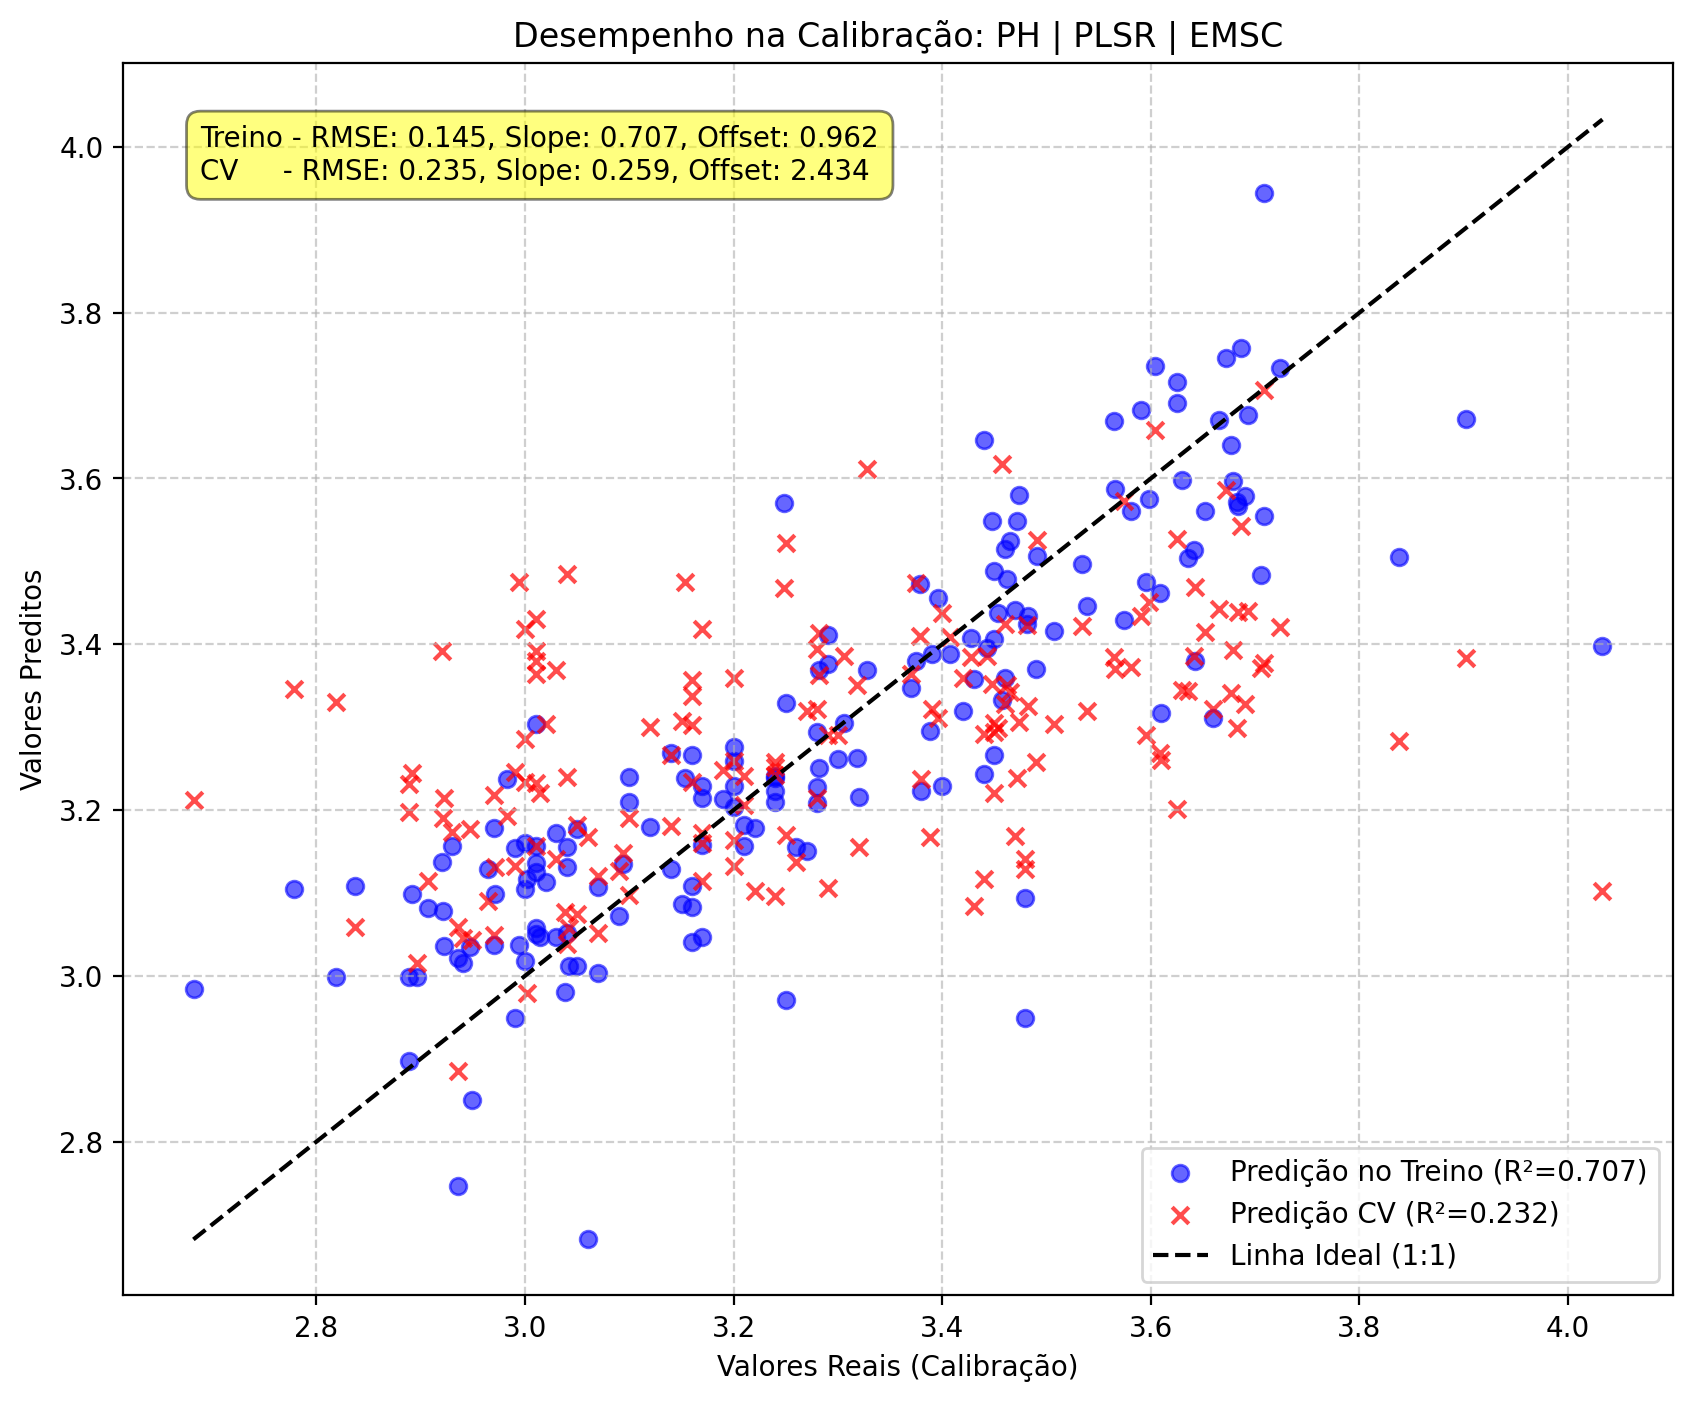 Desempenho na Calibração: PH | PLSR | EMSC
Treino - RMSE: 0.145, Slope: 0.707, Offset: 0.962
CV     - RMSE: 0.235, Slope: 0.259, Offset: 2.434
Valores Preditos
4.0
3.8
3.6
3.4
3.2
3.0
2.8
Predição no Treino (R²=0.707)
Predição CV (R²=0.232)
Linha Ideal (1:1)
2.8 3.0 3.2 3.4 3.6 3.8 4.0
Valores Reais (Calibração)